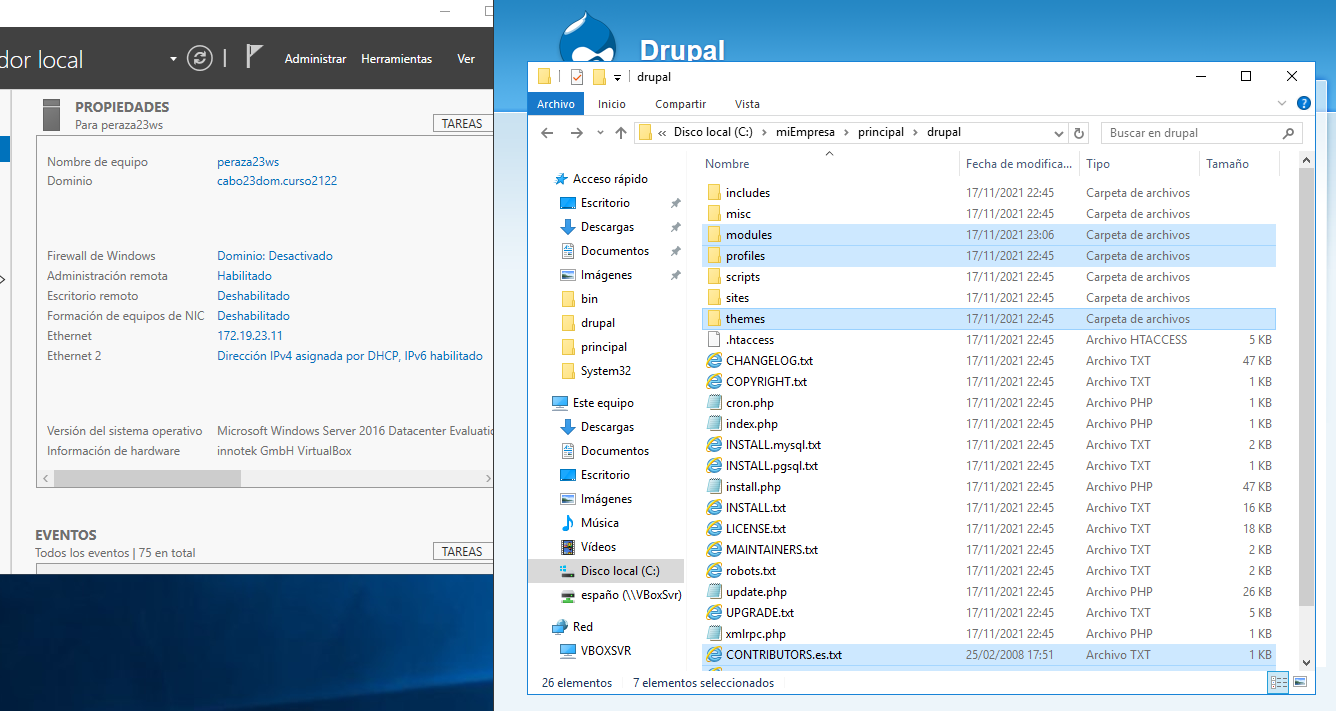 dor local
Administrar Herramientas Ver
PROPIEDADES
Para peraza23ws
TAREAS
Nombre de equipo peraza23ws
Dominio cabo23dom.curso2122
Firewall de Windows Dominio: Desactivado
Administración remota Habilitado
Escritorio remoto Deshabilitado
Formación de equipos de NIC Deshabilitado
Ethernet 172.19.23.11
Ethernet 2 Dirección IPv4 asignada por DHCP, IPv6 habilitado
Versión del sistema operativo Microsoft Windows Server 2016 Datacenter Evaluatio
Información de hardware innotek GmbH VirtualBox
EVENTOS
Todos los eventos | 75 en total
TAREAS
Drupal
drupal
Archivo Inicio Compartir Vista
« Disco local (C:) > miEmpresa > principal > drupal
Buscar en drupal
Acceso rápido
Escritorio
Descargas
Documentos
Imágenes
bin
drupal
principal
System32
Este equipo
Descargas
Documentos
Escritorio
Imágenes
Música
Vídeos
Disco local (C:)
españo (\\VBoxSvr)
Red
VBOXSVR
Nombre Fecha de modifica... Tipo Tamaño
includes 17/11/2021 22:45 Carpeta de archivos
misc 17/11/2021 22:45 Carpeta de archivos
modules 17/11/2021 23:06 Carpeta de archivos
profiles 17/11/2021 22:45 Carpeta de archivos
scripts 17/11/2021 22:45 Carpeta de archivos
sites 17/11/2021 22:45 Carpeta de archivos
themes 17/11/2021 22:45 Carpeta de archivos
.htaccess 17/11/2021 22:45 Archivo HTACCESS 5 KB
CHANGELOG.txt 17/11/2021 22:45 Archivo TXT 47 KB
COPYRIGHT.txt 17/11/2021 22:45 Archivo TXT 1 KB
cron.php 17/11/2021 22:45 Archivo PHP 1 KB
index.php 17/11/2021 22:45 Archivo PHP 1 KB
INSTALL.mysql.txt 17/11/2021 22:45 Archivo TXT 2 KB
INSTALL.pgsql.txt 17/11/2021 22:45 Archivo TXT 1 KB
install.php 17/11/2021 22:45 Archivo PHP 47 KB
INSTALL.txt 17/11/2021 22:45 Archivo TXT 16 KB
LICENSE.txt 17/11/2021 22:45 Archivo TXT 18 KB
MAINTAINERS.txt 17/11/2021 22:45 Archivo TXT 2 KB
robots.txt 17/11/2021 22:45 Archivo TXT 2 KB
update.php 17/11/2021 22:45 Archivo PHP 26 KB
UPGRADE.txt 17/11/2021 22:45 Archivo TXT 5 KB
xmlrpc.php 17/11/2021 22:45 Archivo PHP 1 KB
CONTRIBUTORS.es.txt 25/02/2008 17:51 Archivo TXT 1 KB
26 elementos 7 elementos seleccionados